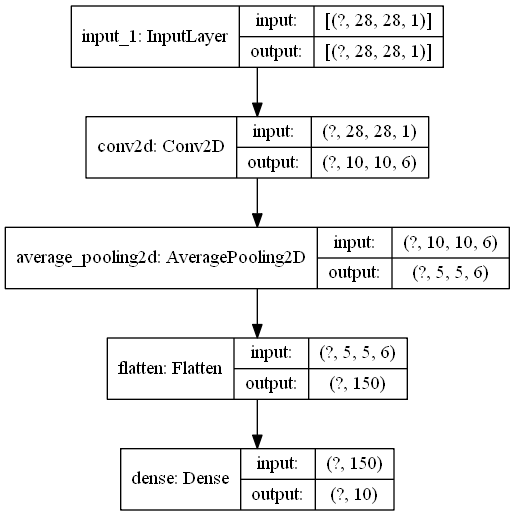 input_1: InputLayer
input:
[(?, 28, 28, 1)]
output:
[(?, 28, 28, 1)]
conv2d: Conv2D
input:
(?, 28, 28, 1)
output:
(?, 10, 10, 6)
average_pooling2d: AveragePooling2D
input:
(?, 10, 10, 6)
output:
(?, 5, 5, 6)
flatten: Flatten
input:
(?, 5, 5, 6)
output:
(?, 150)
dense: Dense
input:
(?, 150)
output:
(?, 10)